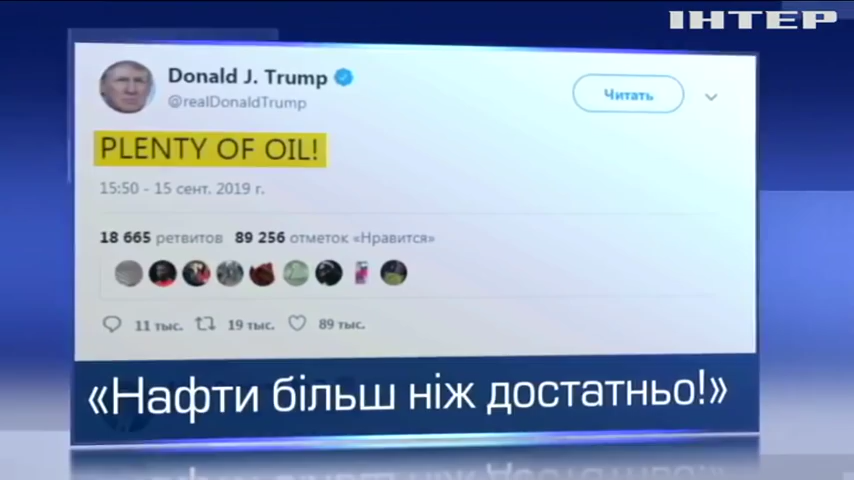 ІНТЕР
Donald J. Trump
@realDonaldTrump
Читать
PLENTY OF OIL!
15:50 - 15 сент. 2019 г.
18 665 ретвитов 89 256 отметок «Нравится»
11 тыс. 19 тыс. 89 тыс.
«Нафти більш ніж достатньо!»